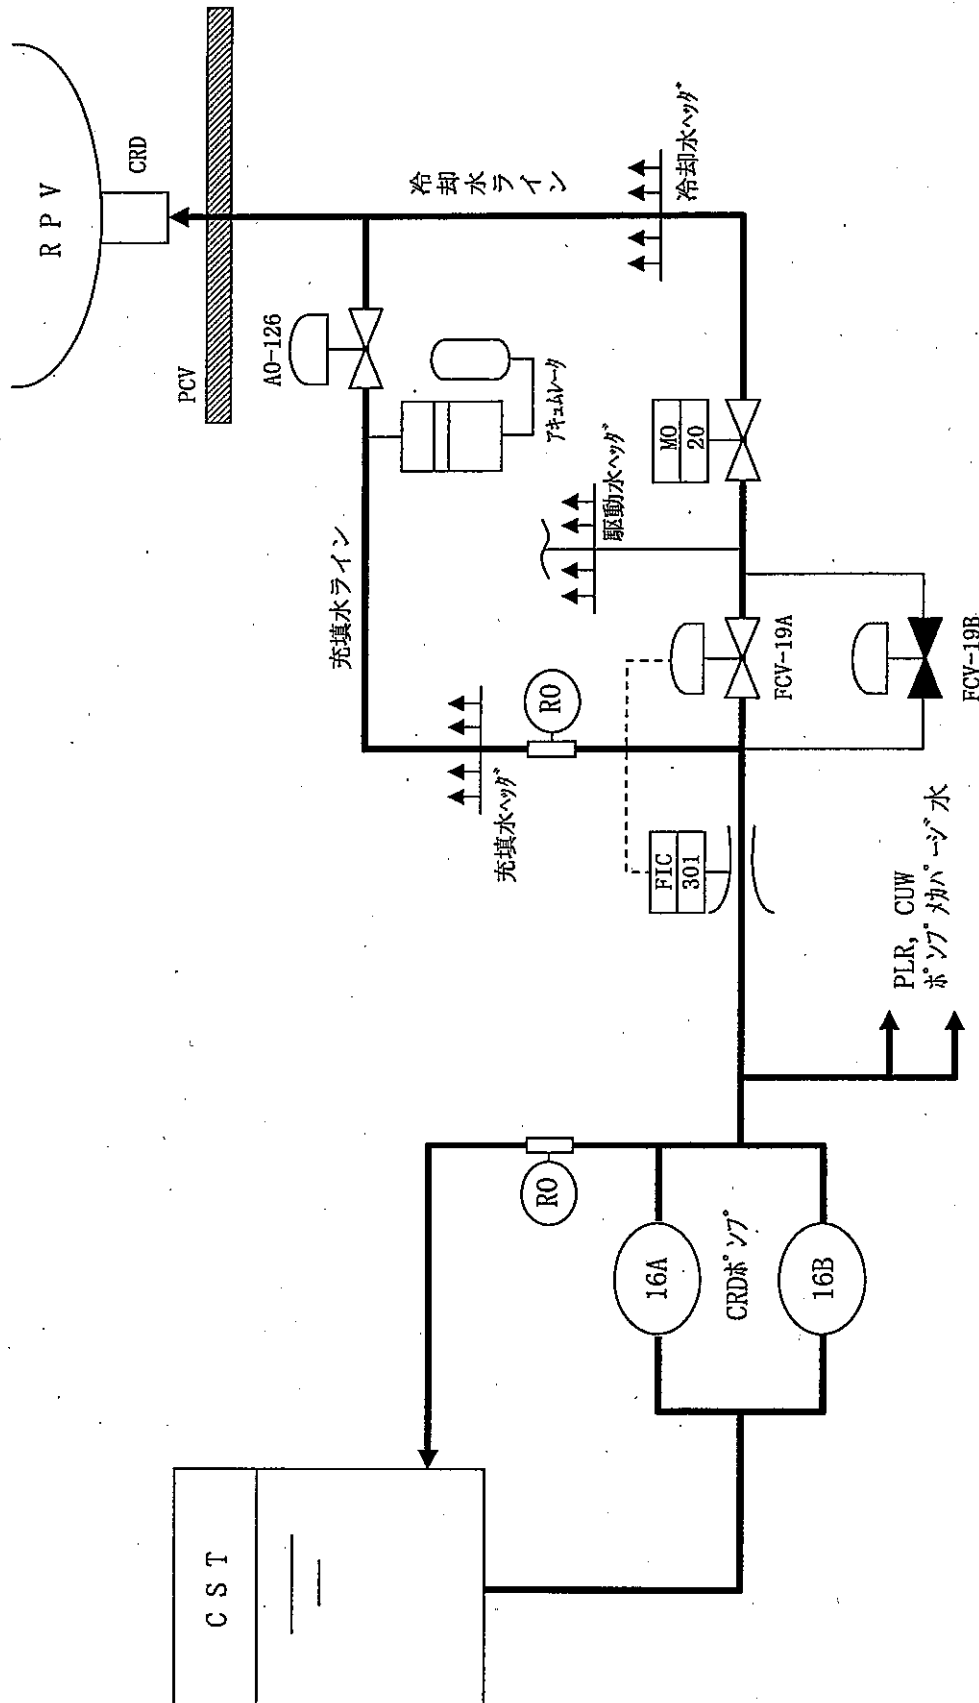 RPV
CRD
PCV
AO-126
アキュムレータ
冷却水ライン
冷却水ヘッダ
充填水ライン
駆動水ヘッダ
MO
20
RO
充填水ヘッダ
FIC
301
FCV-19A
FCV-19B
PLR, CUW
ポンプメカパージ水
CST
RO
16A
CRDポンプ
16B